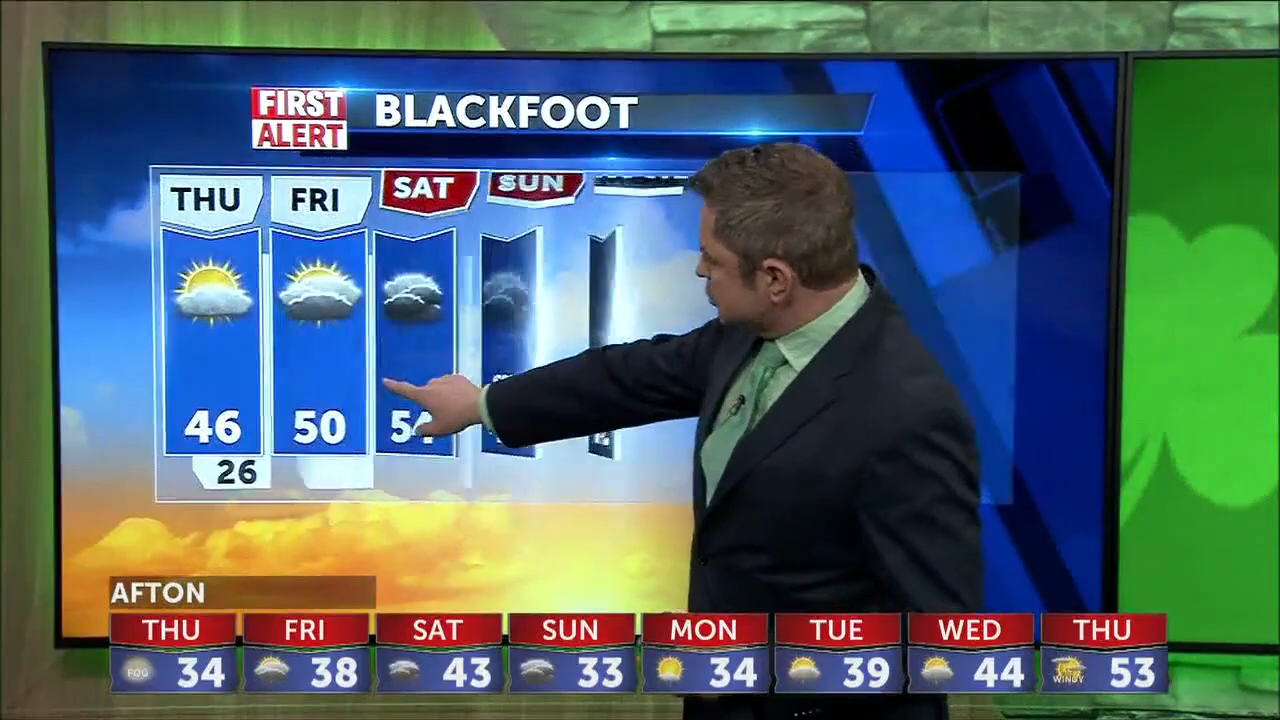 FIRST
ALERT
BLACKFOOT
THU FRI SAT SUN
46 50
26
AFTON
THU FRI SAT SUN MON TUE WED THU
FOG 34 38 43 33 34 39 44 WINDY 53